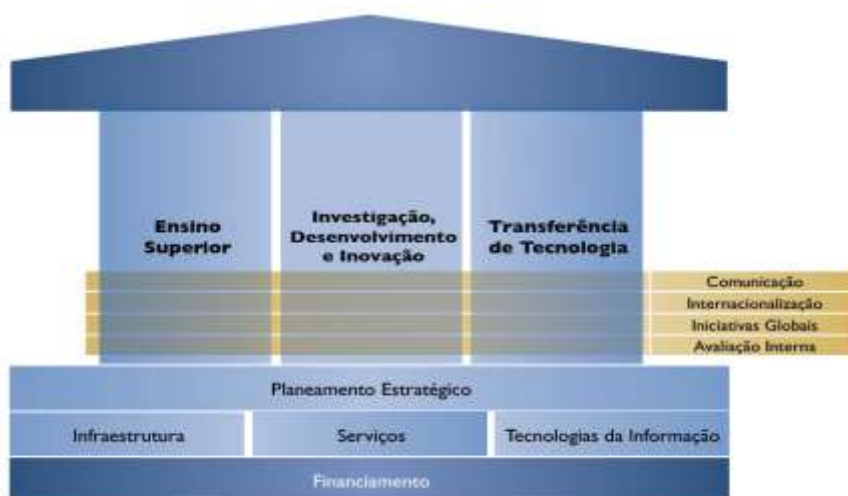 Ensino
Superior
Investigação,
Desenvolvimento
e Inovação
Transferência
de Tecnologia
Comunicação
Internacionalização
Iniciativas Globais
Avaliação Interna
Planeamento Estratégico
Infraestrutura
Serviços
Tecnologias da Informação
Financiamento